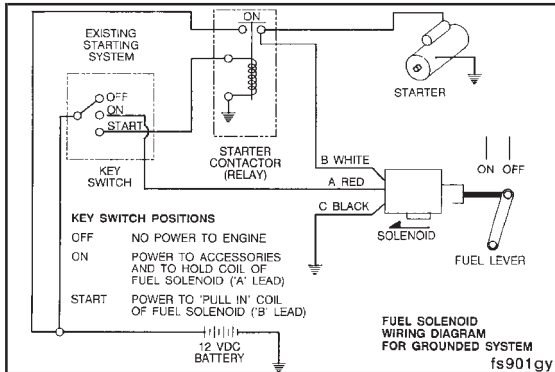 EXISTING
STARTING
SYSTEM
ON
OFF
ON
START
KEY
SWITCH
STARTER
CONTACTOR
(RELAY)
STARTER
B WHITE
A RED
C BLACK
SOLENOID
ON OFF
FUEL LEVER
KEY SWITCH POSITIONS
OFF NO POWER TO ENGINE
ON POWER TO ACCESSORIES
AND TO HOLD COIL OF
FUEL SOLENOID ('A' LEAD)
START POWER TO 'PULL IN' COIL
OF FUEL SOLENOID ('B' LEAD)
12 VDC
BATTERY
FUEL SOLENOID
WIRING DIAGRAM
FOR GROUNDED SYSTEM
fs901gy